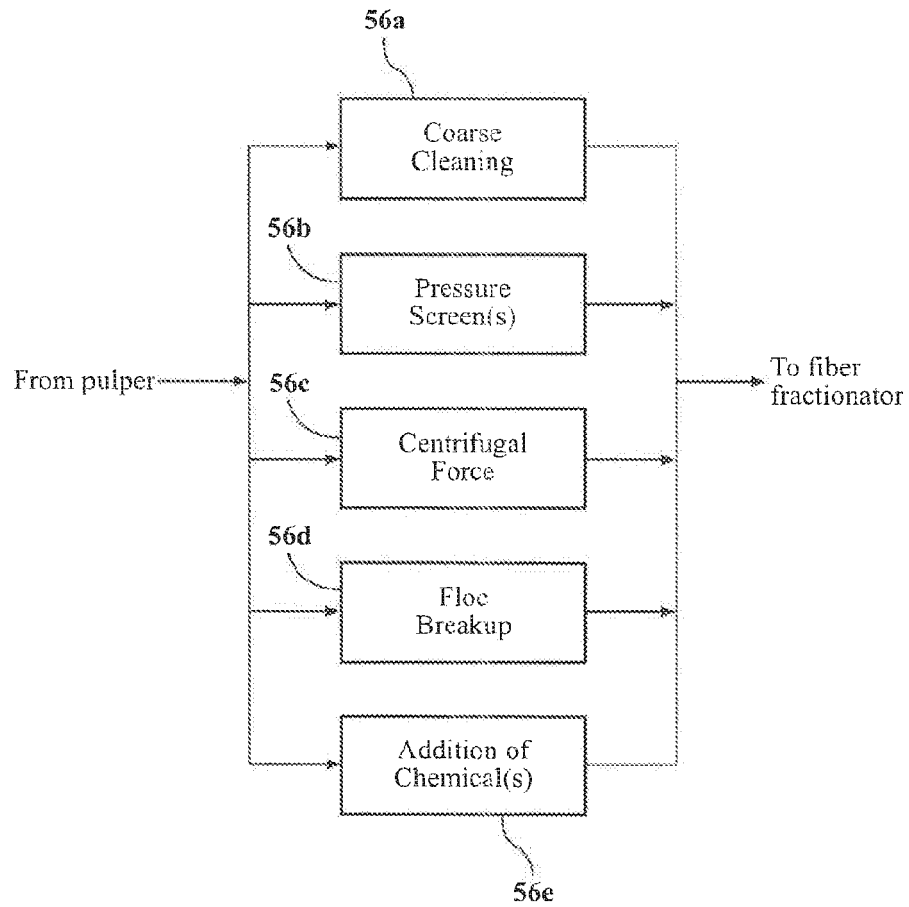 56a
Coarse
Cleaning
56b
Pressure
Screen(s)
From pulper
56c
Centrifugal
Force
To fiber
fractionator
56d
Floc
Breakup
Addition of
Chemical(s)
56e